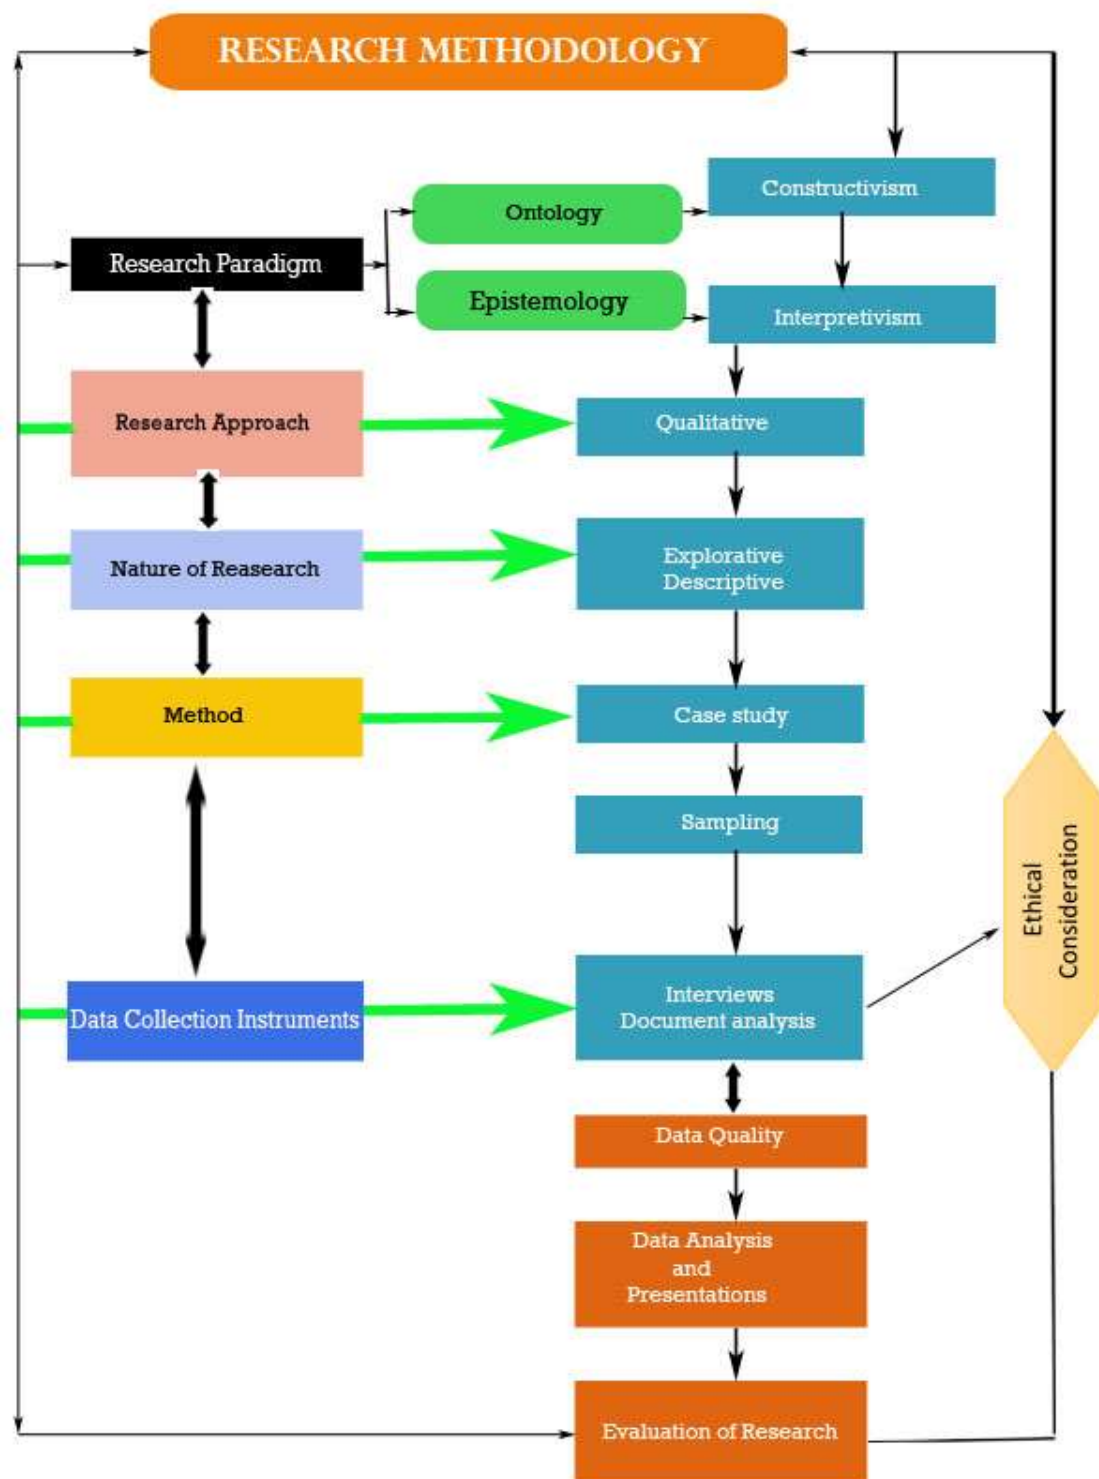 RESEARCH METHODOLOGY
Constructivism
Ontology
Research Paradigm
Epistemology
Interpretivism
Research Approach
Qualitative
Nature of Reasearch
Explorative
Descriptive
Method
Case study
Sampling
Ethical
Consideration
Data Collection Instruments
Interviews
Document analysis
Data Quality
Data Analysis
and
Presentations
Evaluation of Research